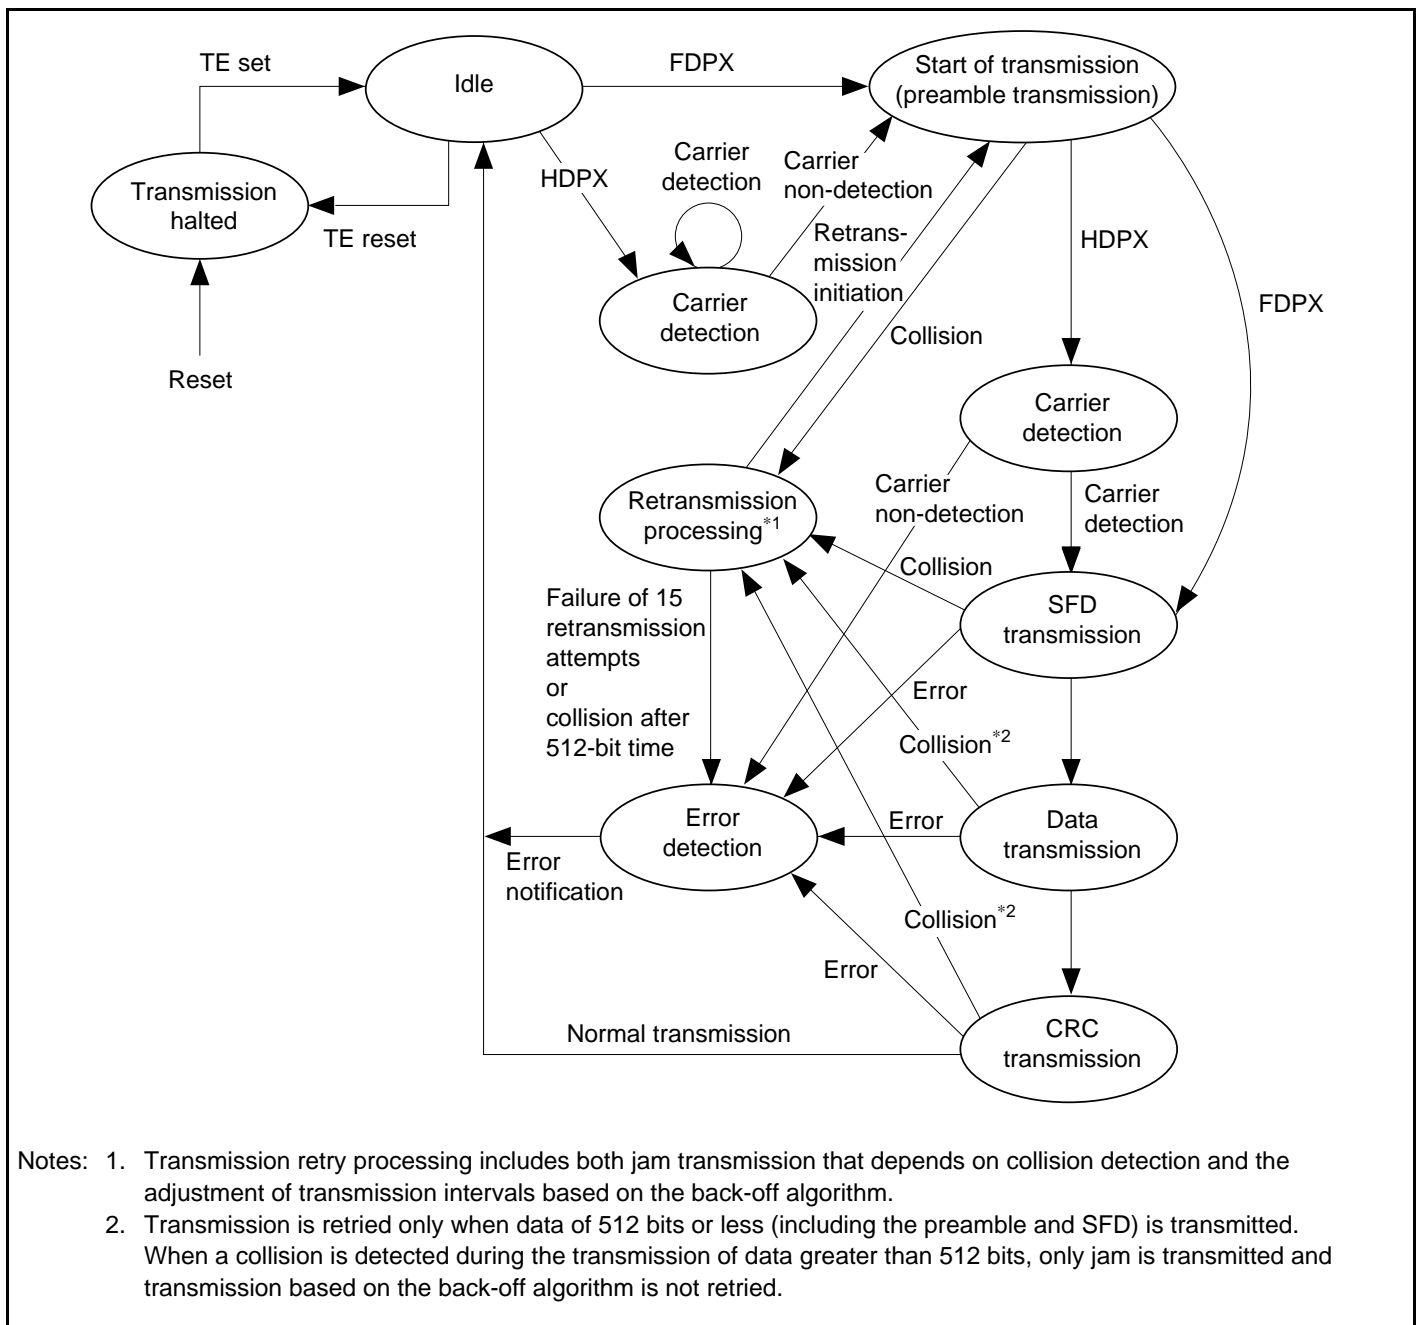 TE set
Idle
FDPX
Start of transmission
(preamble transmission)
Transmission
halted
TE reset
Reset
HDPX
Carrier
detection
Carrier
non-detection
Carrier
detection
Retrans-
mission
initiation
Collision
HDPX
FDPX
Carrier
detection
Carrier
non-detection
Carrier
detection
Retransmission
processing*1
Collision
SFD
transmission
Failure of 15
retransmission
attempts
or
collision after
512-bit time
Error
Collision*2
Error
detection
Error
Data
transmission
Error
notification
Collision*2
Error
Normal transmission
CRC
transmission
Notes: 1. Transmission retry processing includes both jam transmission that depends on collision detection and the
adjustment of transmission intervals based on the back-off algorithm.
2. Transmission is retried only when data of 512 bits or less (including the preamble and SFD) is transmitted.
When a collision is detected during the transmission of data greater than 512 bits, only jam is transmitted and
transmission based on the back-off algorithm is not retried.